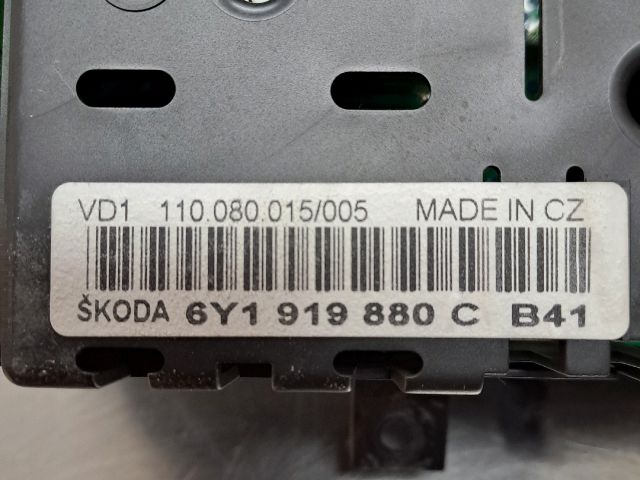 VD1 110.080.015/005 MADE IN CZ
ŠKODA 6Y1 919 880 C B41